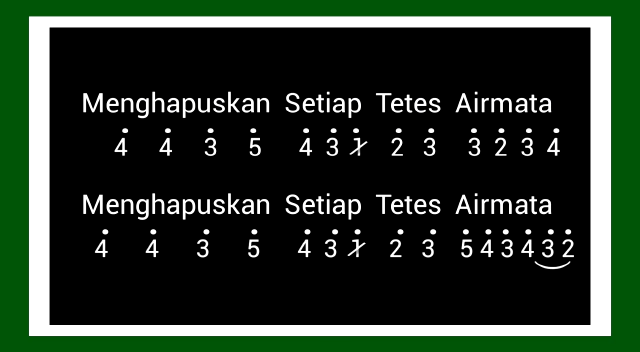 Menghapuskan Setiap Tetes Airmata
4̇ 4̇ 3̇ 5̇ 4̇ 3̇ 1̸̇ 2̇ 3̇ 3̇ 2̇ 3̇ 4̇
Menghapuskan Setiap Tetes Airmata
4̇ 4̇ 3̇ 5̇ 4̇ 3̇ 1̸̇ 2̇ 3̇ 5̇ 4̇ 3̇ 4̇ 3̇ 2̇